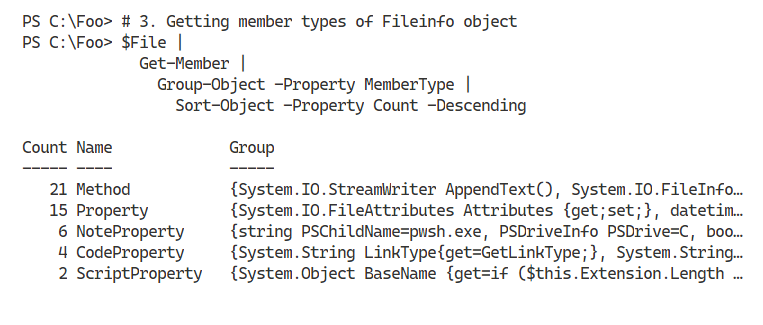 PS C:\Foo> # 3. Getting member types of Fileinfo object
PS C:\Foo> $File |
             Get-Member |
               Group-Object -Property MemberType |
                 Sort-Object -Property Count -Descending

Count Name             Group
----- ----             -----
   21 Method           {System.IO.StreamWriter AppendText(), System.IO.FileInfo…
   15 Property         {System.IO.FileAttributes Attributes {get;set;}, datetim…
    6 NoteProperty     {string PSChildName=pwsh.exe, PSDriveInfo PSDrive=C, boo…
    4 CodeProperty     {System.String LinkType{get=GetLinkType;}, System.String…
    2 ScriptProperty   {System.Object BaseName {get=if ($this.Extension.Length …